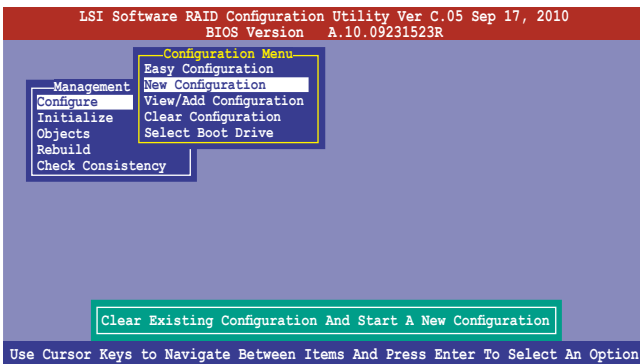 LSI Software RAID Configuration Utility Ver C.05 Sep 17, 2010
BIOS Version A.10.09231523R
Configuration Menu
Easy Configuration
New Configuration
View/Add Configuration
Clear Configuration
Select Boot Drive
Management
Configure
Initialize
Objects
Rebuild
Check Consistency
Clear Existing Configuration And Start A New Configuration
Use Cursor Keys to Navigate Between Items And Press Enter To Select An Option